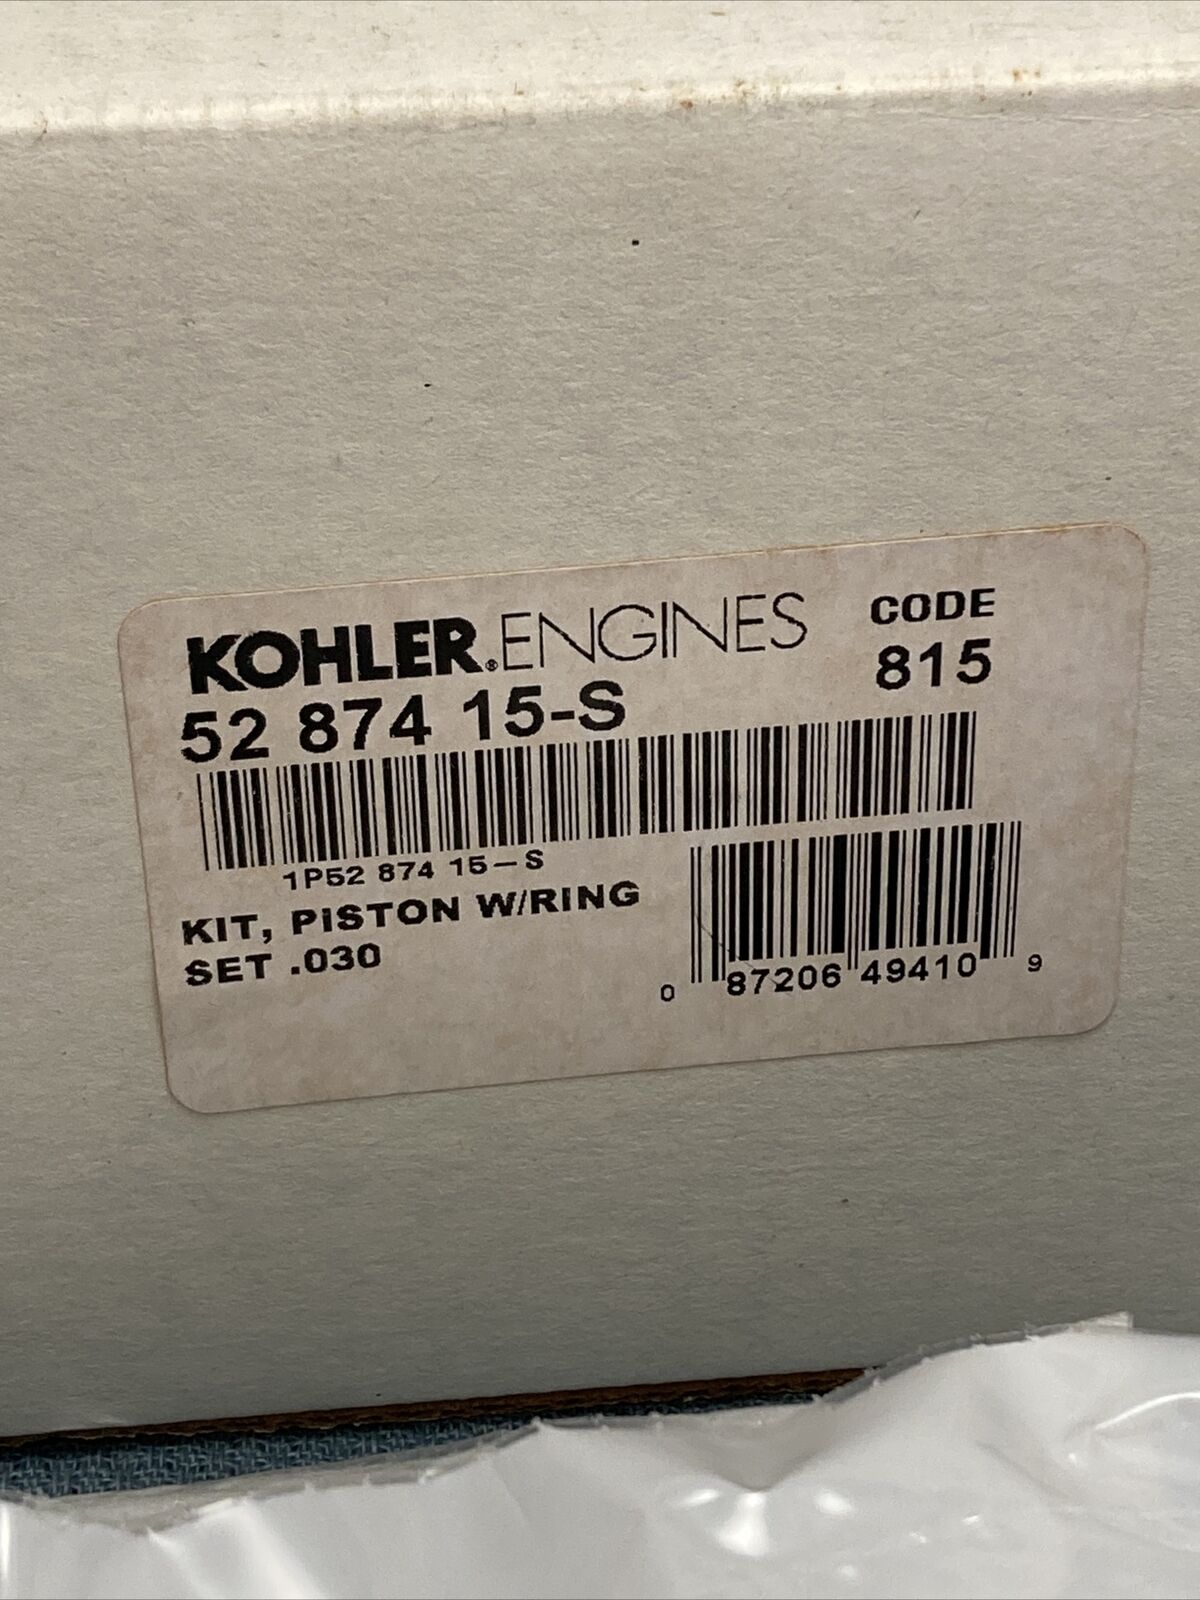 KOHLER®ENGINES CODE
52 874 15-S 815
1P52 874 15-S
KIT, PISTON W/RING
SET .030
0 87206 49410 9